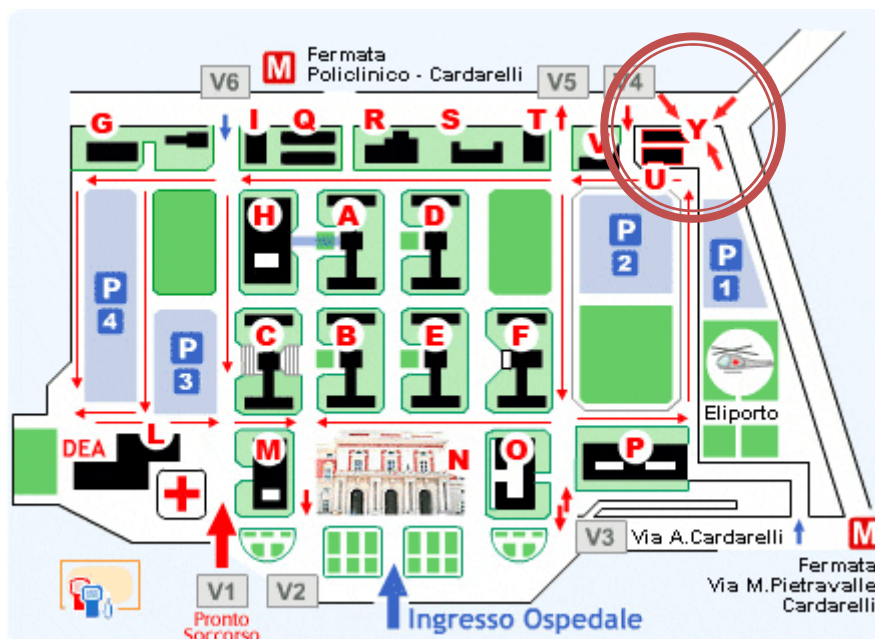 V6
M
Fermata
Policlinico - Cardarelli
V5
V4
G
I
Q
R
S
T
V
Y
U
H
A
D
P
2
P
1
P
4
C
B
E
F
P
3
Eliporto
DEA
L
M
N
O
P
V3
Via A.Cardarelli
M
Fermata
Via M.Pietravalle
Cardarelli
V1
V2
Pronto
Soccorso
Ingresso Ospedale